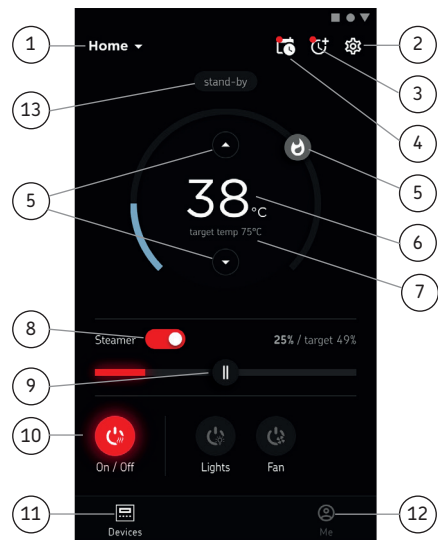 1
Home
2
3
4
13
stand-by
5
5
38 °C
6
target temp 75°C
7
8
Steamer
25% / target 49%
9
10
On / Off
Lights
Fan
11
Devices
Me
12